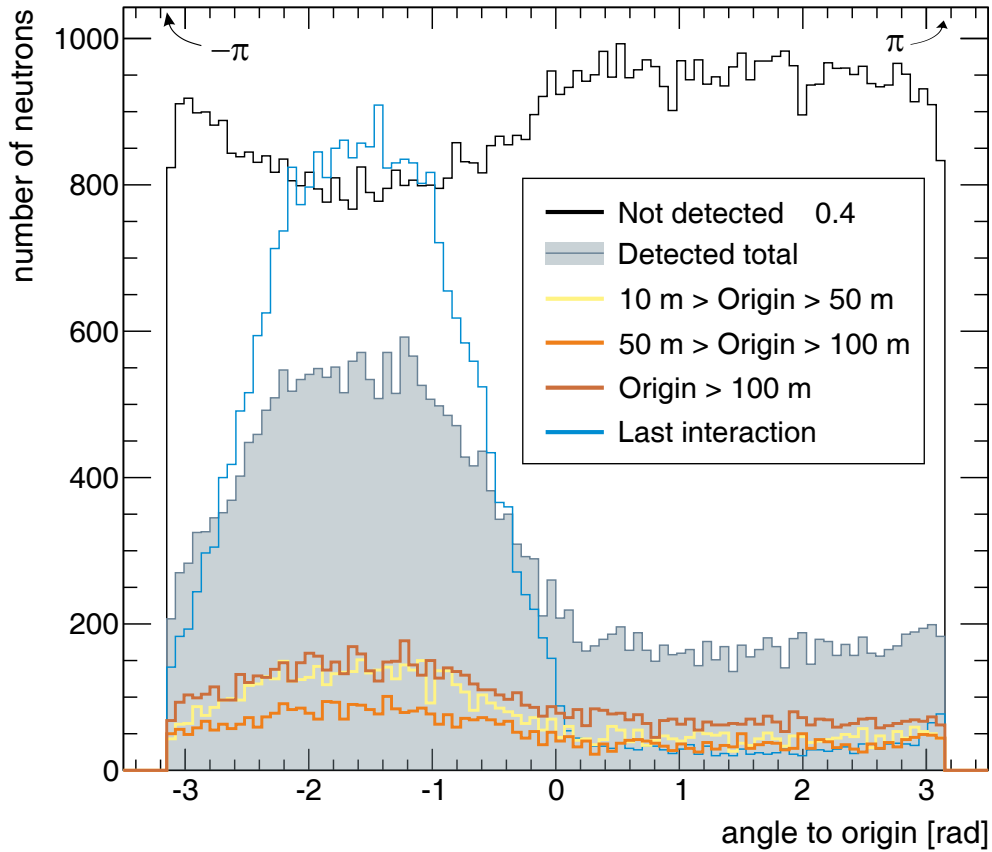 number of neutrons
1000
800
600
400
200
0
−π
π
Not detected 0.4
Detected total
10 m > Origin > 50 m
50 m > Origin > 100 m
Origin > 100 m
Last interaction
-3 -2 -1 0 1 2 3
angle to origin [rad]